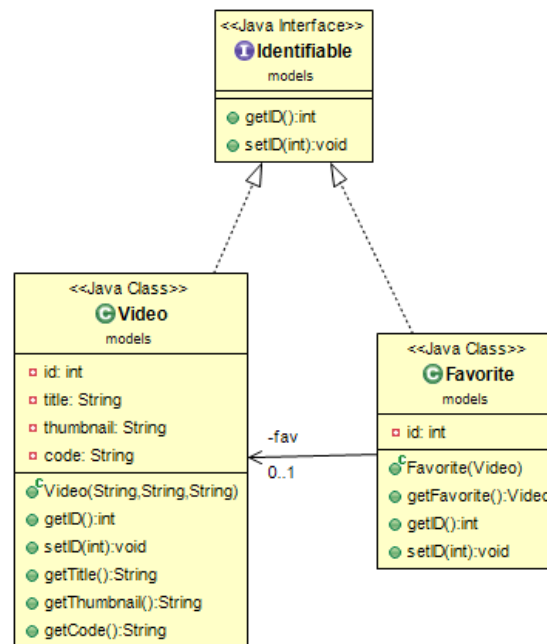 <<Java Interface>>
I Identifiable
models
getID():int
setID(int):void
<<Java Class>>
C Video
models
id: int
title: String
thumbnail: String
code: String
C Video(String,String,String)
getID():int
setID(int):void
getTitle():String
getThumbnail():String
getCode():String
-fav
0..1
<<Java Class>>
C Favorite
models
id: int
C Favorite(Video)
getFavorite():Video
getID():int
setID(int):void